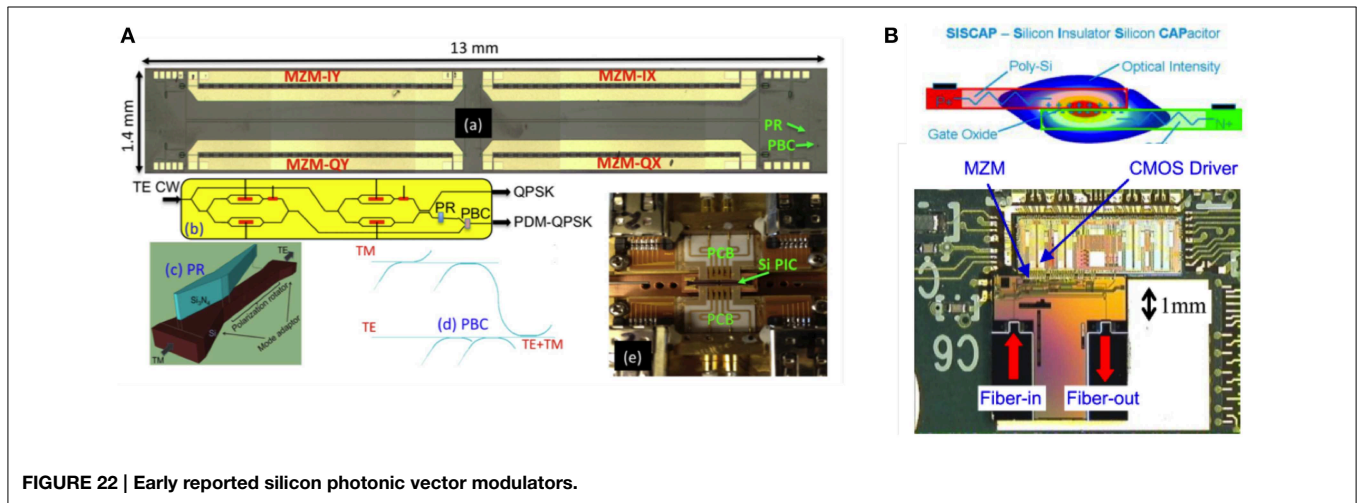 A
13 mm
MZM-IY
MZM-IX
1.4 mm
(a)
PR
PBC
MZM-QY
MZM-QX
TE CW
QPSK
PR
PBC
PDM-QPSK
(b)
(c) PR
TE
Si3N4
Polarization rotator
Si
Mode adaptor
TM
TM
TE
(d) PBC
TE+TM
PCB
Si PIC
PCB
(e)
B
SISCAP – Silicon Insulator Silicon CAPacitor
Poly-Si
Optical Intensity
Gate Oxide
N+
MZM
CMOS Driver
1mm
C6
Fiber-in
Fiber-out
FIGURE 22 | Early reported silicon photonic vector modulators.